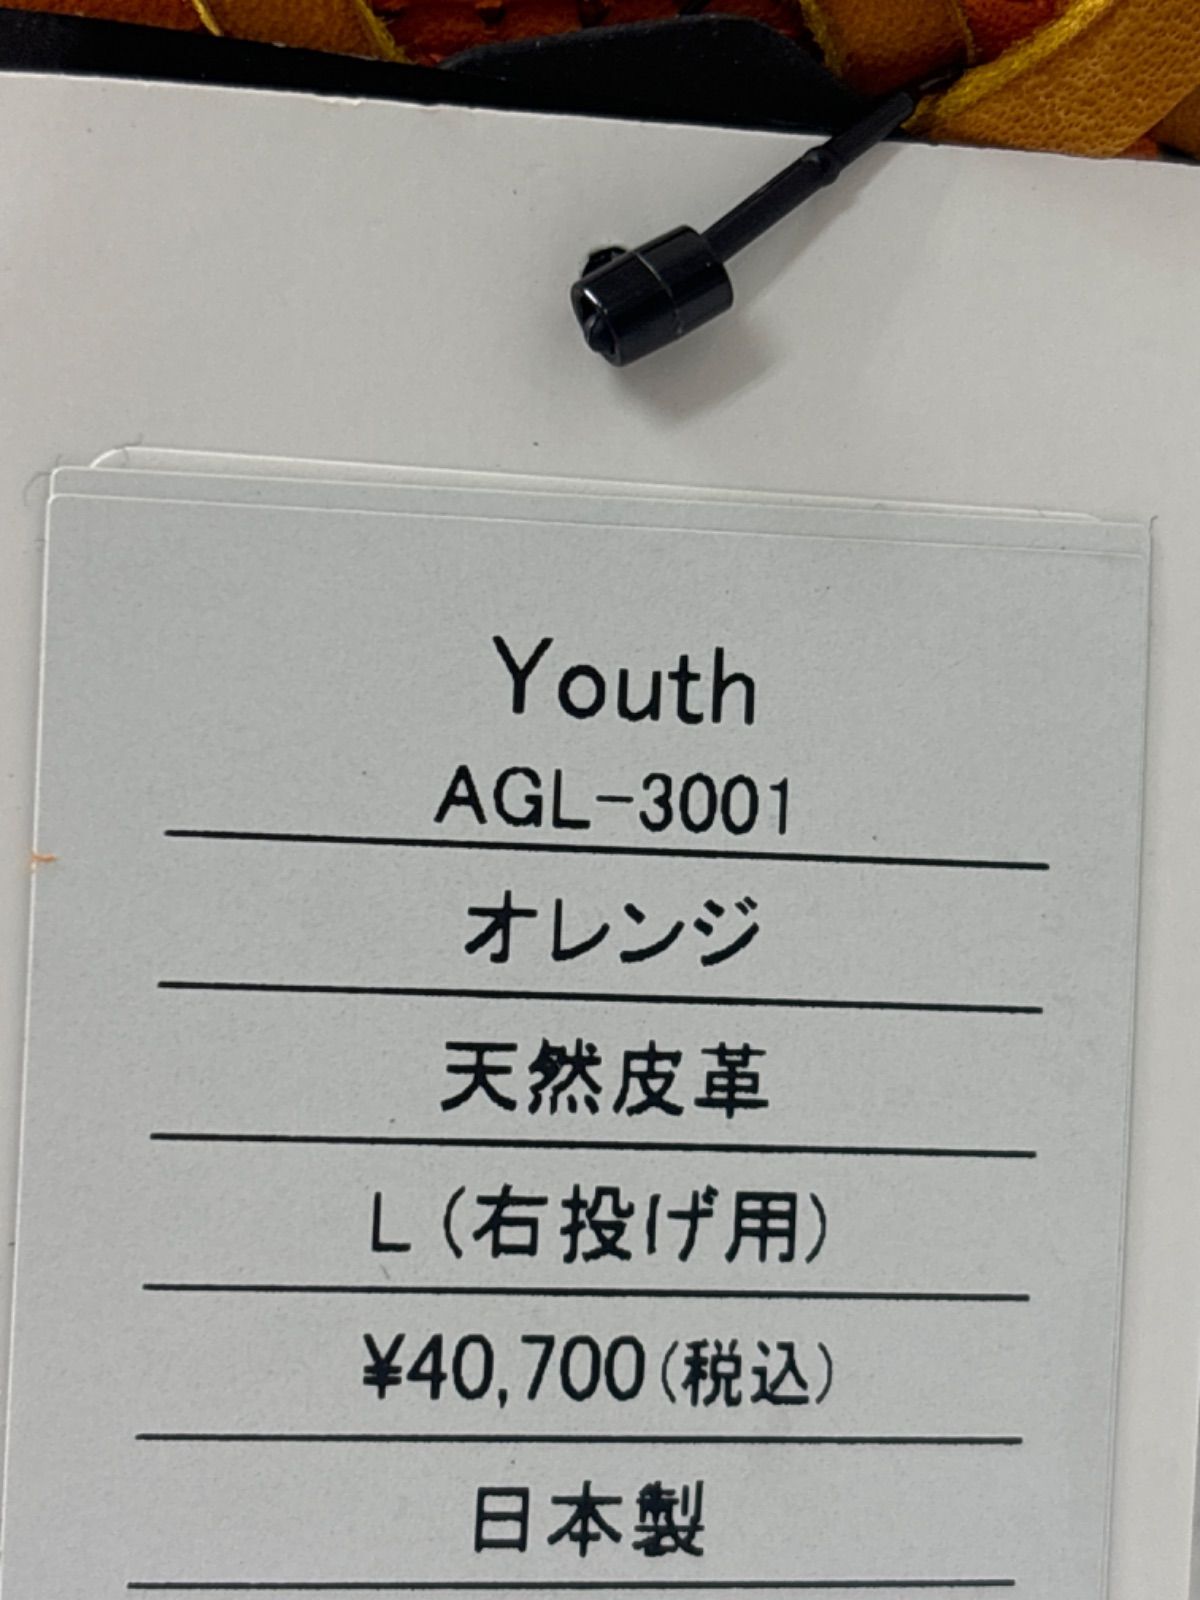 Youth
AGL-3001
オレンジ
天然皮革
L(右投げ用)
¥40,700(税込)
日本製